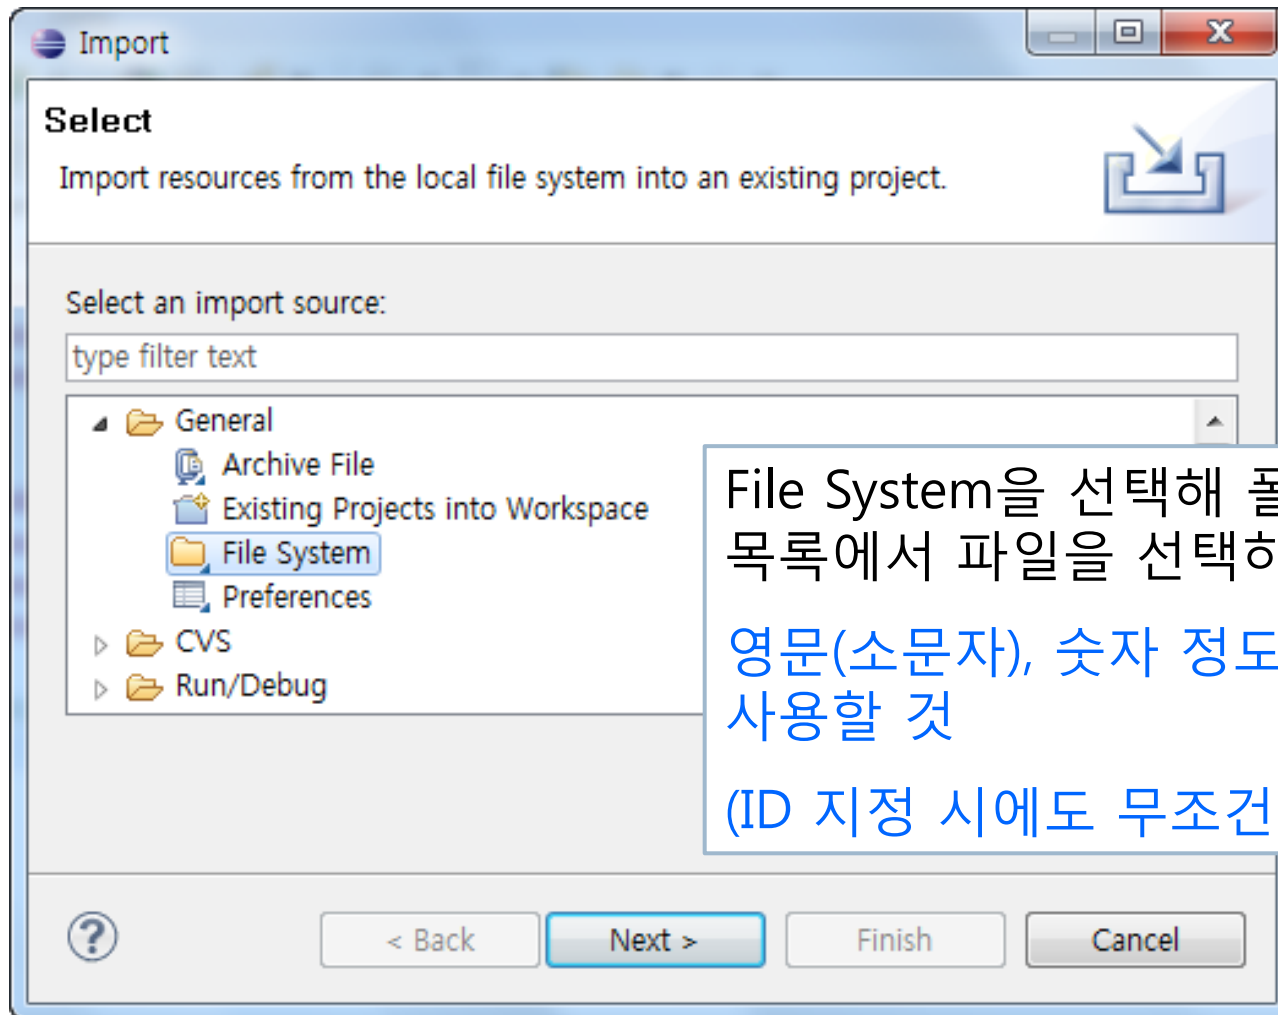 Import
Select
Import resources from the local file system into an existing project.
Select an import source:
type filter text
General
Archive File
Existing Projects into Workspace
File System
Preferences
CVS
Run/Debug
File System을 선택해
목록에서 파일을
영문(소문자), 숫자 정도
사용할 것
(ID 지정 시에도 무조건
?
< Back
Next >
Finish
Cancel